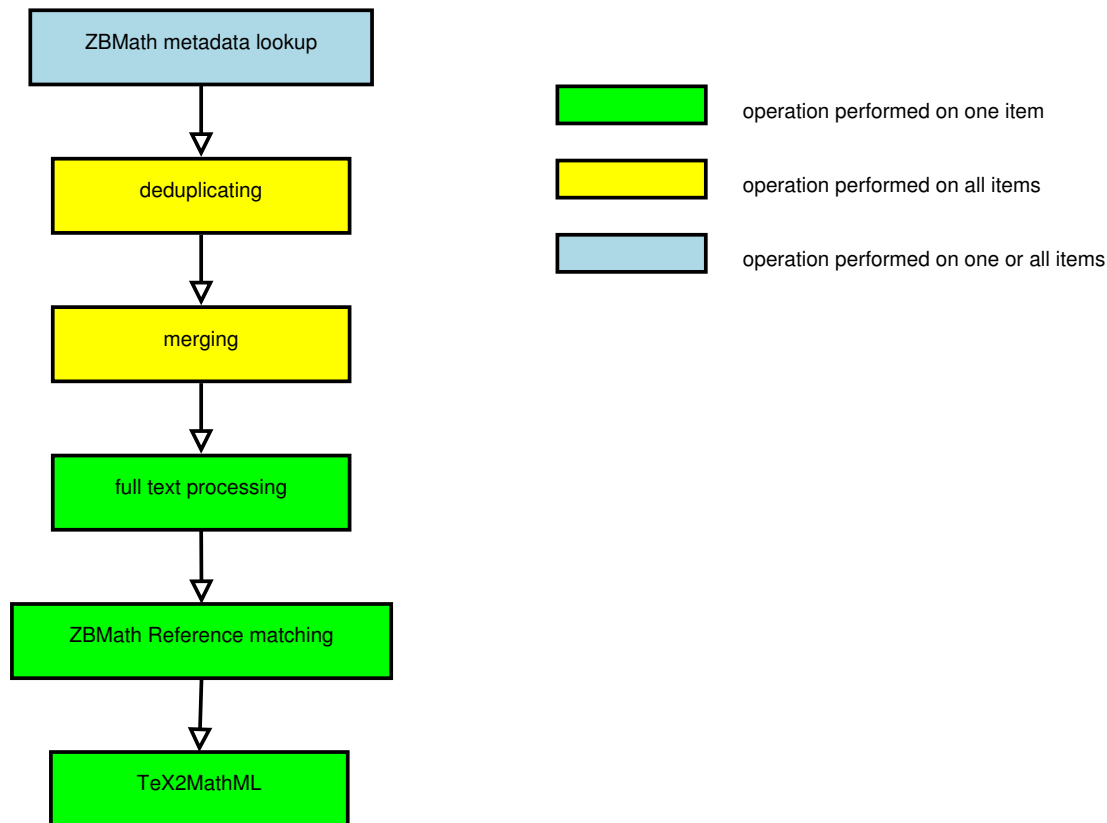 ZBMath metadata lookup
deduplicating
merging
full text processing
ZBMath Reference matching
TeX2MathML
operation performed on one item
operation performed on all items
operation performed on one or all items